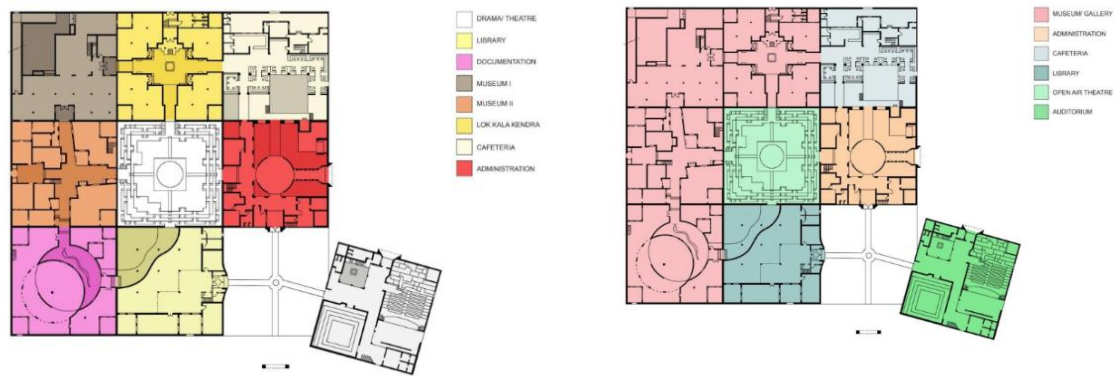 DRAMA/ THEATRE
LIBRARY
DOCUMENTATION
MUSEUM I
MUSEUM II
LOK KALA KENDRA
CAFETERIA
ADMINISTRATION
MUSEUM/ GALLERY
ADMINISTRATION
CAFETERIA
LIBRARY
OPEN AIR THEATRE
AUDITORIUM